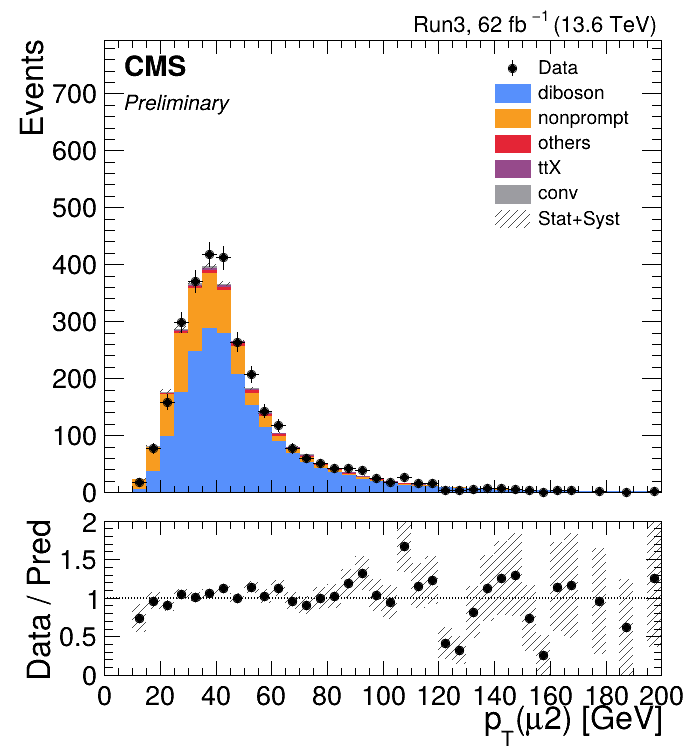 Run3, 62 fb⁻¹ (13.6 TeV)
CMS
Preliminary
Events
700
600
500
400
300
200
100
0
Data
diboson
nonprompt
others
ttX
conv
Stat+Syst
Data / Pred
2
1.5
1
0.5
0
0 20 40 60 80 100 120 140 160 180 200
p_T(μ2) [GeV]